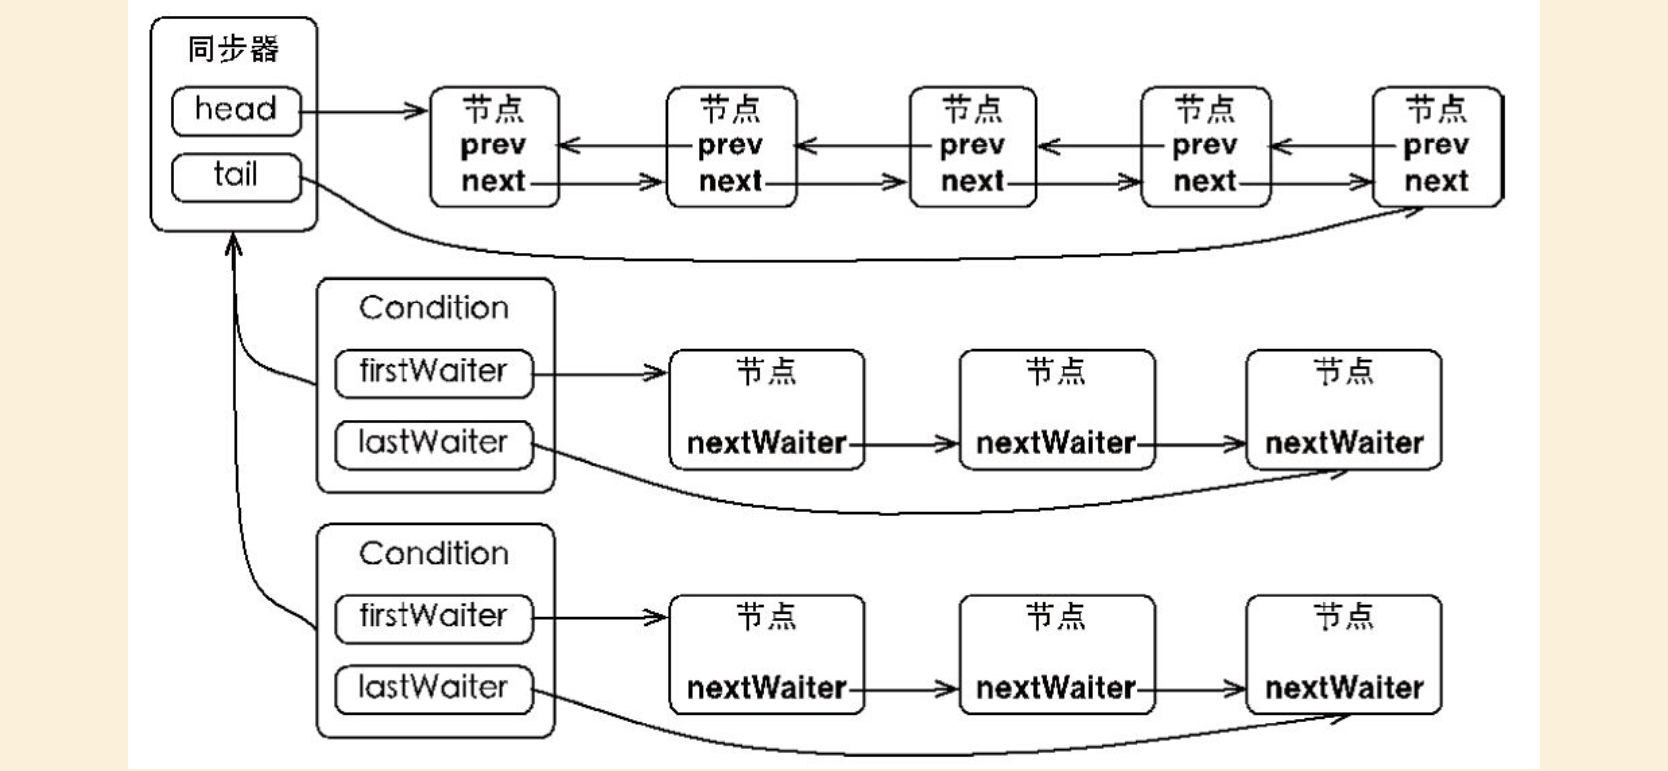 同步器
head
tail
节点
prev
next
节点
prev
next
节点
prev
next
节点
prev
next
节点
prev
next
Condition
firstWaiter
lastWaiter
节点
nextWaiter
节点
nextWaiter
节点
nextWaiter
Condition
firstWaiter
lastWaiter
节点
nextWaiter
节点
nextWaiter
节点
nextWaiter